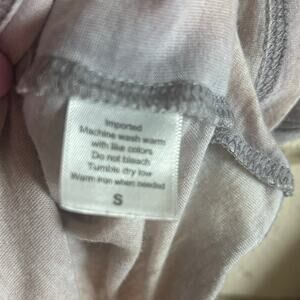 Imported
Machine wash warm
with like colors
Do not bleach
Tumble dry low
Warm iron when needed
S